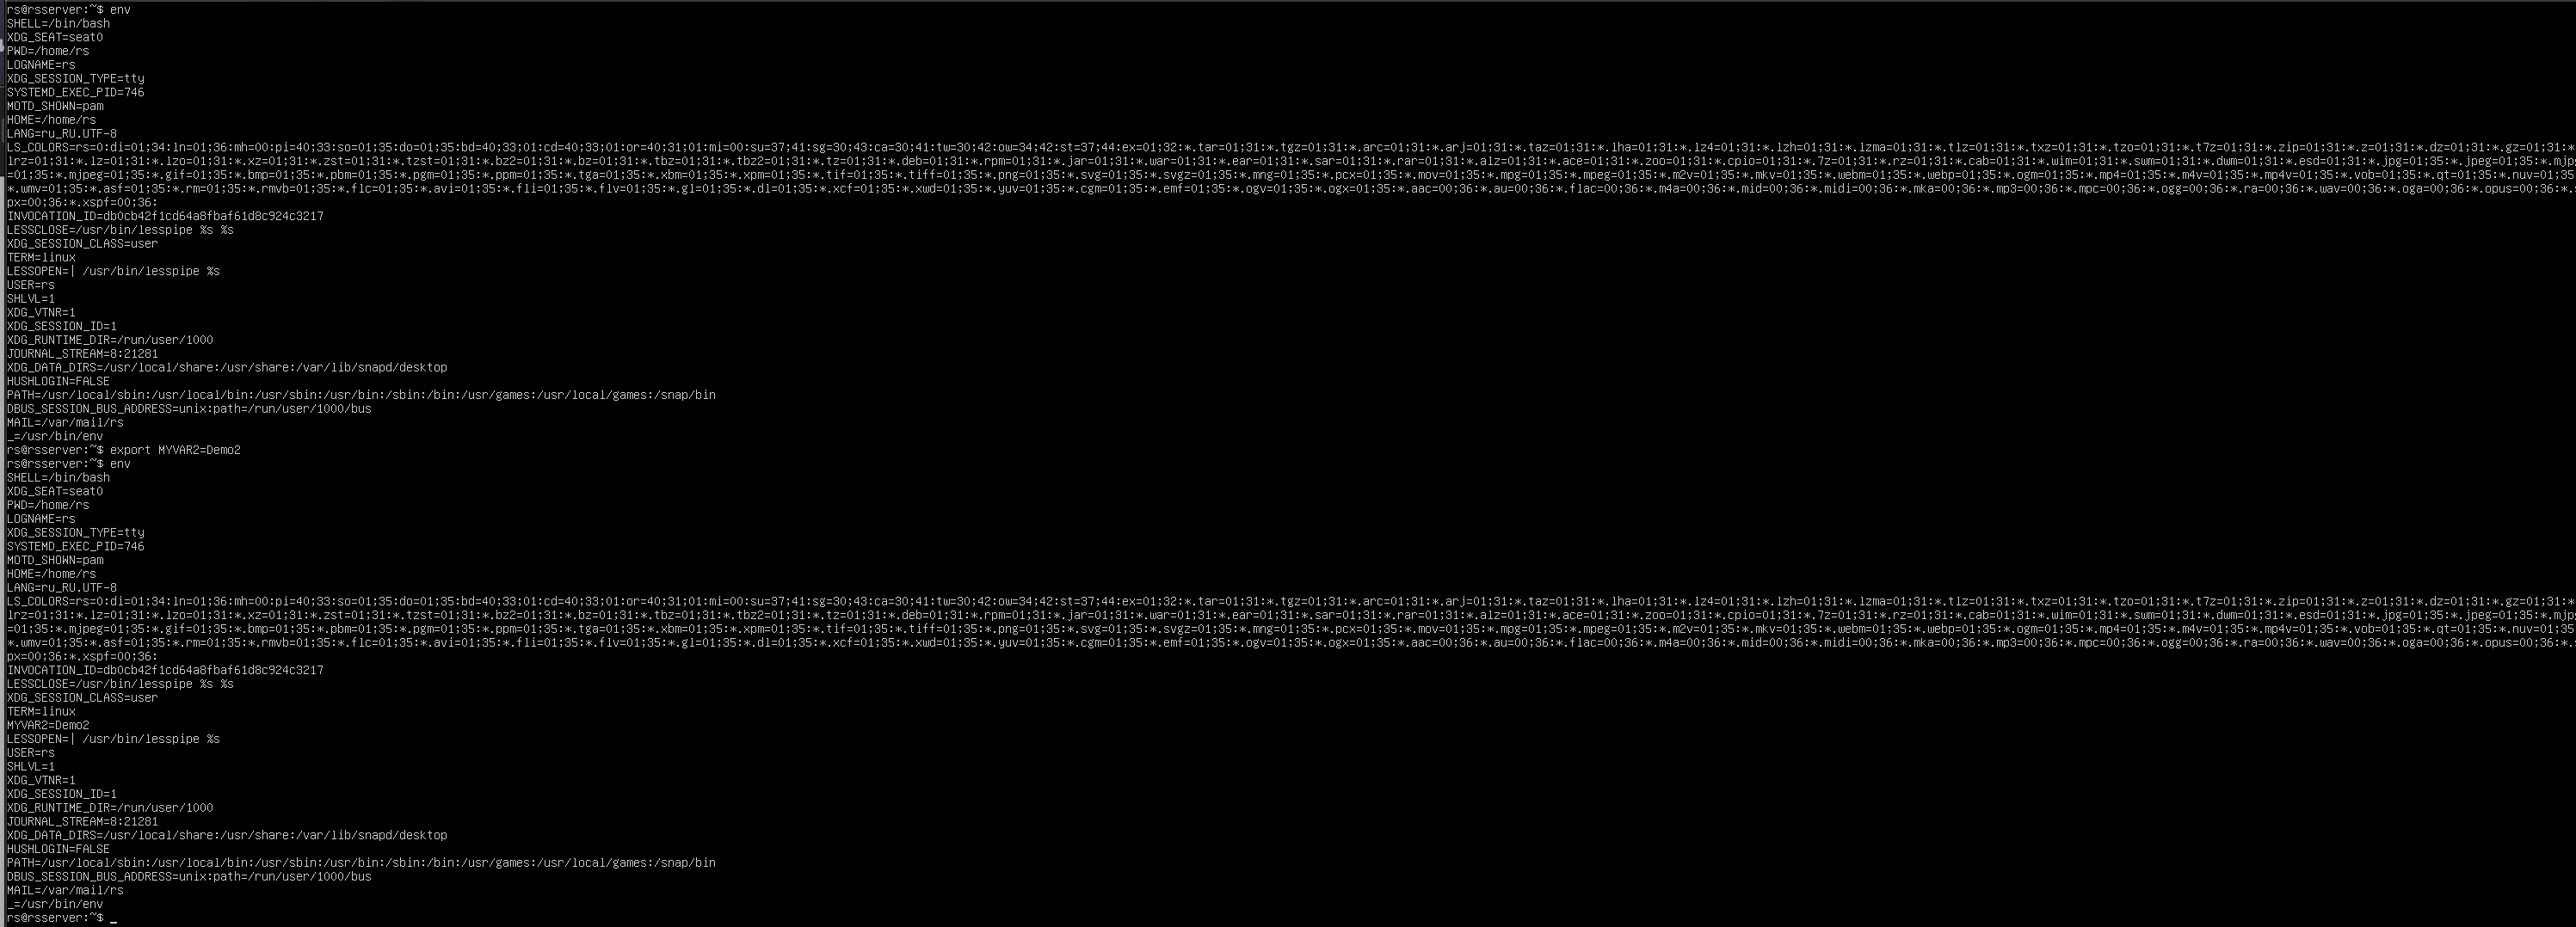 rs@rsserver:~$ env
SHELL=/bin/bash
XDG_SEAT=seat0
PWD=/home/rs
LOGNAME=rs
XDG_SESSION_TYPE=tty
SYSTEMD_EXEC_PID=746
MOTD_SHOWN=pam
HOME=/home/rs
LANG=ru_RU.UTF-8
LS_COLORS=rs=0:di=01;34:ln=01;36:mh=00:pi=40;33:so=01;35:do=01;35:bd=40;33;01:cd=40;33;01:or=40;31;01:mi=00:su=37;41:sg=30;43:ca=30;41:tw=30;42:ow=34;42:st=37;44:ex=01;32:*.tar=01;31:*.tgz=01;31:*.arc=01;31:*.arj=01;31:*.taz=01;31:*.lha=01;31:*.lz4=01;31:*.lzh=01;31:*.lzma=01;31:*.tlz=01;31:*.txz=01;31:*.tzo=01;31:*.t7z=01;31:*.zip=01;31:*.z=01;31:*.dz=01;31:*.gz=01;31:*
lrz=01;31:*.lz=01;31:*.lzo=01;31:*.xz=01;31:*.zst=01;31:*.tzst=01;31:*.bz2=01;31:*.bz=01;31:*.tbz=01;31:*.tbz2=01;31:*.tz=01;31:*.deb=01;31:*.rpm=01;31:*.jar=01;31:*.war=01;31:*.ear=01;31:*.sar=01;31:*.rar=01;31:*.alz=01;31:*.ace=01;31:*.zoo=01;31:*.cpio=01;31:*.7z=01;31:*.rz=01;31:*.cab=01;31:*.wim=01;31:*.swm=01;31:*.dwm=01;31:*.esd=01;31:*.jpg=01;35:*.jpeg=01;35:*.mjp
=01;35:*.mjpeg=01;35:*.gif=01;35:*.bmp=01;35:*.pbm=01;35:*.pgm=01;35:*.ppm=01;35:*.tga=01;35:*.xbm=01;35:*.xpm=01;35:*.tif=01;35:*.tiff=01;35:*.png=01;35:*.svg=01;35:*.svgz=01;35:*.mng=01;35:*.pcx=01;35:*.mov=01;35:*.mpg=01;35:*.mpeg=01;35:*.m2v=01;35:*.mkv=01;35:*.webm=01;35:*.webp=01;35:*.ogm=01;35:*.mp4=01;35:*.m4v=01;35:*.mp4v=01;35:*.vob=01;35:*.qt=01;35:*.nuv=01;35:*
*.wmv=01;35:*.asf=01;35:*.rm=01;35:*.rmvb=01;35:*.flc=01;35:*.avi=01;35:*.fli=01;35:*.flv=01;35:*.gl=01;35:*.dl=01;35:*.xcf=01;35:*.xwd=01;35:*.yuv=01;35:*.cgm=01;35:*.emf=01;35:*.ogv=01;35:*.ogx=01;35:*.aac=00;36:*.au=00;36:*.flac=00;36:*.m4a=00;36:*.mid=00;36:*.midi=00;36:*.mka=00;36:*.mp3=00;36:*.mpc=00;36:*.ogg=00;36:*.ra=00;36:*.wav=00;36:*.oga=00;36:*.opus=00;36:*.
px=00;36:*.xspf=00;36:
INVOCATION_ID=db0cb42f1cd64a8fbaf61d8c924c3217
LESSCLOSE=/usr/bin/lesspipe %s %s
XDG_SESSION_CLASS=user
TERM=linux
LESSOPEN=| /usr/bin/lesspipe %s
USER=rs
SHLVL=1
XDG_VTNR=1
XDG_SESSION_ID=1
XDG_RUNTIME_DIR=/run/user/1000
JOURNAL_STREAM=8:21281
XDG_DATA_DIRS=/usr/local/share:/usr/share:/var/lib/snapd/desktop
HUSHLOGIN=FALSE
PATH=/usr/local/sbin:/usr/local/bin:/usr/sbin:/usr/bin:/sbin:/bin:/usr/games:/usr/local/games:/snap/bin
DBUS_SESSION_BUS_ADDRESS=unix:path=/run/user/1000/bus
MAIL=/var/mail/rs
_=/usr/bin/env
rs@rsserver:~$ export MYVAR2=Demo2
rs@rsserver:~$ env
SHELL=/bin/bash
XDG_SEAT=seat0
PWD=/home/rs
LOGNAME=rs
XDG_SESSION_TYPE=tty
SYSTEMD_EXEC_PID=746
MOTD_SHOWN=pam
HOME=/home/rs
LANG=ru_RU.UTF-8
LS_COLORS=rs=0:di=01;34:ln=01;36:mh=00:pi=40;33:so=01;35:do=01;35:bd=40;33;01:cd=40;33;01:or=40;31;01:mi=00:su=37;41:sg=30;43:ca=30;41:tw=30;42:ow=34;42:st=37;44:ex=01;32:*.tar=01;31:*.tgz=01;31:*.arc=01;31:*.arj=01;31:*.taz=01;31:*.lha=01;31:*.lz4=01;31:*.lzh=01;31:*.lzma=01;31:*.tlz=01;31:*.txz=01;31:*.tzo=01;31:*.t7z=01;31:*.zip=01;31:*.z=01;31:*.dz=01;31:*.gz=01;31:*
lrz=01;31:*.lz=01;31:*.lzo=01;31:*.xz=01;31:*.zst=01;31:*.tzst=01;31:*.bz2=01;31:*.bz=01;31:*.tbz=01;31:*.tbz2=01;31:*.tz=01;31:*.deb=01;31:*.rpm=01;31:*.jar=01;31:*.war=01;31:*.ear=01;31:*.sar=01;31:*.rar=01;31:*.alz=01;31:*.ace=01;31:*.zoo=01;31:*.cpio=01;31:*.7z=01;31:*.rz=01;31:*.cab=01;31:*.wim=01;31:*.swm=01;31:*.dwm=01;31:*.esd=01;31:*.jpg=01;35:*.jpeg=01;35:*.mjp
=01;35:*.mjpeg=01;35:*.gif=01;35:*.bmp=01;35:*.pbm=01;35:*.pgm=01;35:*.ppm=01;35:*.tga=01;35:*.xbm=01;35:*.xpm=01;35:*.tif=01;35:*.tiff=01;35:*.png=01;35:*.svg=01;35:*.svgz=01;35:*.mng=01;35:*.pcx=01;35:*.mov=01;35:*.mpg=01;35:*.mpeg=01;35:*.m2v=01;35:*.mkv=01;35:*.webm=01;35:*.webp=01;35:*.ogm=01;35:*.mp4=01;35:*.m4v=01;35:*.mp4v=01;35:*.vob=01;35:*.qt=01;35:*.nuv=01;35:*
*.wmv=01;35:*.asf=01;35:*.rm=01;35:*.rmvb=01;35:*.flc=01;35:*.avi=01;35:*.fli=01;35:*.flv=01;35:*.gl=01;35:*.dl=01;35:*.xcf=01;35:*.xwd=01;35:*.yuv=01;35:*.cgm=01;35:*.emf=01;35:*.ogv=01;35:*.ogx=01;35:*.aac=00;36:*.au=00;36:*.flac=00;36:*.m4a=00;36:*.mid=00;36:*.midi=00;36:*.mka=00;36:*.mp3=00;36:*.mpc=00;36:*.ogg=00;36:*.ra=00;36:*.wav=00;36:*.oga=00;36:*.opus=00;36:*.
px=00;36:*.xspf=00;36:
INVOCATION_ID=db0cb42f1cd64a8fbaf61d8c924c3217
LESSCLOSE=/usr/bin/lesspipe %s %s
XDG_SESSION_CLASS=user
TERM=linux
MYVAR2=Demo2
LESSOPEN=| /usr/bin/lesspipe %s
USER=rs
SHLVL=1
XDG_VTNR=1
XDG_SESSION_ID=1
XDG_RUNTIME_DIR=/run/user/1000
JOURNAL_STREAM=8:21281
XDG_DATA_DIRS=/usr/local/share:/usr/share:/var/lib/snapd/desktop
HUSHLOGIN=FALSE
PATH=/usr/local/sbin:/usr/local/bin:/usr/sbin:/usr/bin:/sbin:/bin:/usr/games:/usr/local/games:/snap/bin
DBUS_SESSION_BUS_ADDRESS=unix:path=/run/user/1000/bus
MAIL=/var/mail/rs
_=/usr/bin/env
rs@rsserver:~$ _